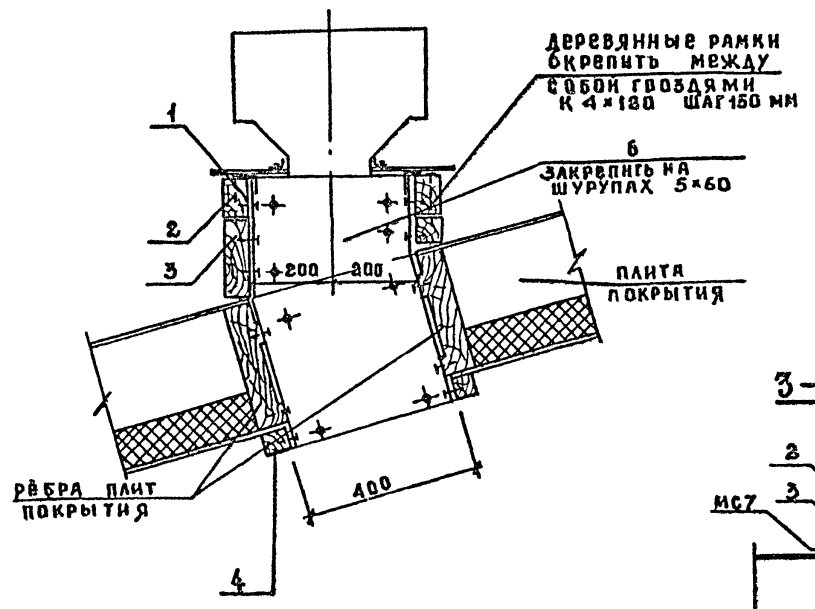 ДЕРЕВЯННЫЕ РАМКИ
СКРЕПИТЬ МЕЖДУ
СОБОЙ ГВОЗДЯМИ
К 4×120 ШАГ 150 ММ
1
6
ЗАКРЕПИТЬ НА
ШУРУПАХ 5×60
2
3
200 200
ПЛИТА
ПОКРЫТИЯ
3-
2
3
МС7
400
РЁБРА ПЛИТ
ПОКРЫТИЯ
4